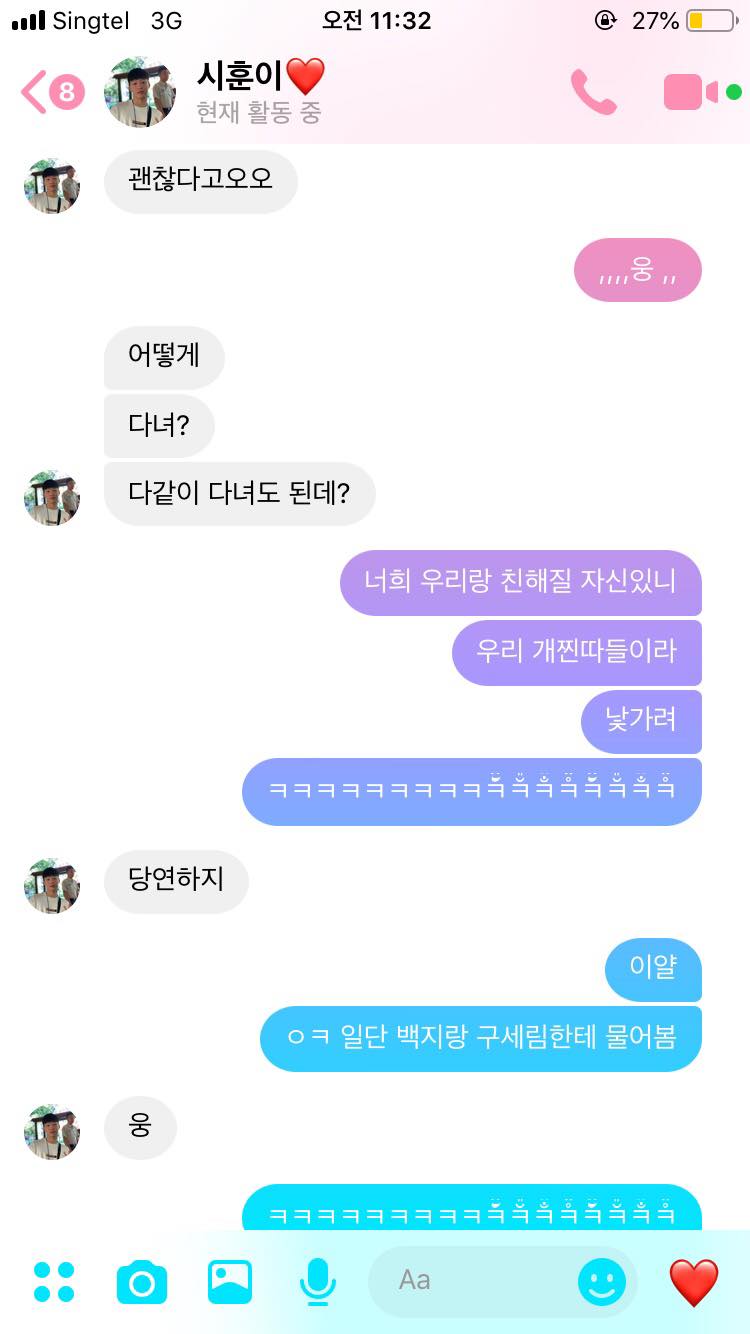 Singtel 3G 오전 11:32 27%
8 시훈이❤️
현재 활동 중
괜찮다고오오
,,,,웅 ,,
어떻게
다녀?
다같이 다녀도 된데?
너희 우리랑 친해질 자신있니
우리 개찐따들이라
낯가려
ㅋㅋㅋㅋㅋㅋㅋㅋㅋㅋㅋㅋㅋㅋㅋㅋㅋ
당연하지
이얄
ㅇㅋ 일단 백지랑 구세림한테 물어봄
웅
ㅋㅋㅋㅋㅋㅋㅋㅋㅋㅋㅋㅋㅋㅋㅋㅋㅋ
Aa